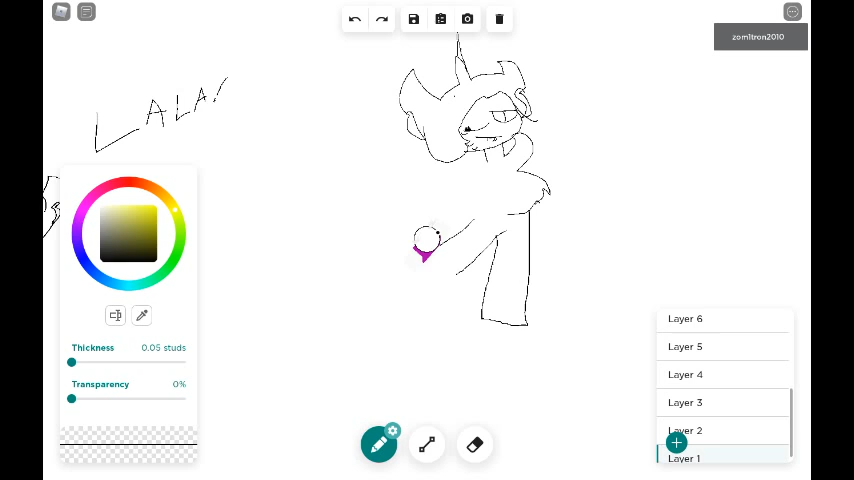 zom1tron2010
LALA!
Thickness 0.05 studs
Transparency 0%
Layer 6
Layer 5
Layer 4
Layer 3
Layer 2
Layer 1